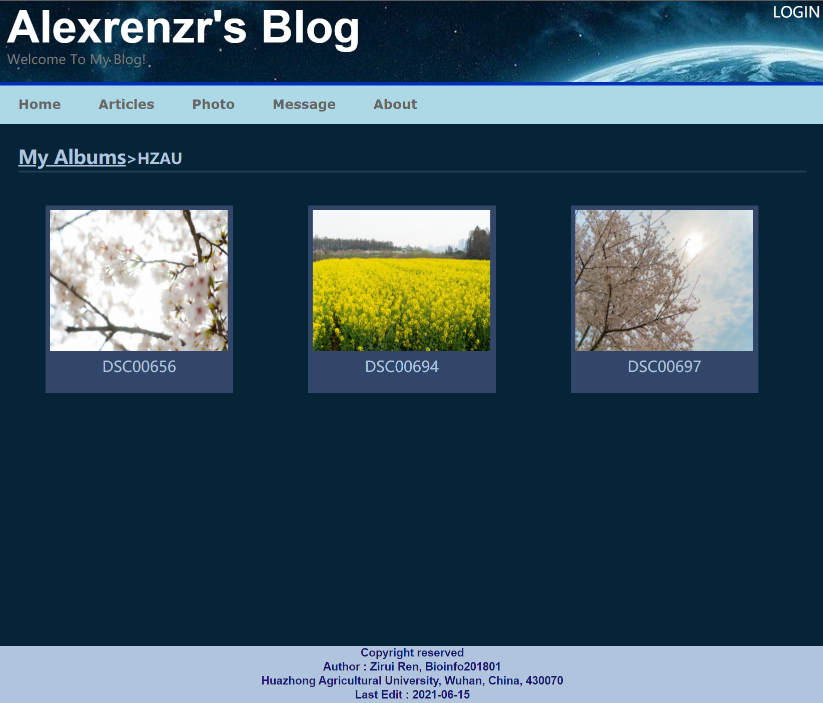 Alexrenzr's Blog
LOGIN
Welcome To My Blog!
Home Articles Photo Message About
My Albums>HZAU
DSC00656 DSC00694 DSC00697
Copyright reserved
Author : Zirui Ren, Bioinfo201801
Huazhong Agricultural University, Wuhan, China, 430070
Last Edit : 2021-06-15